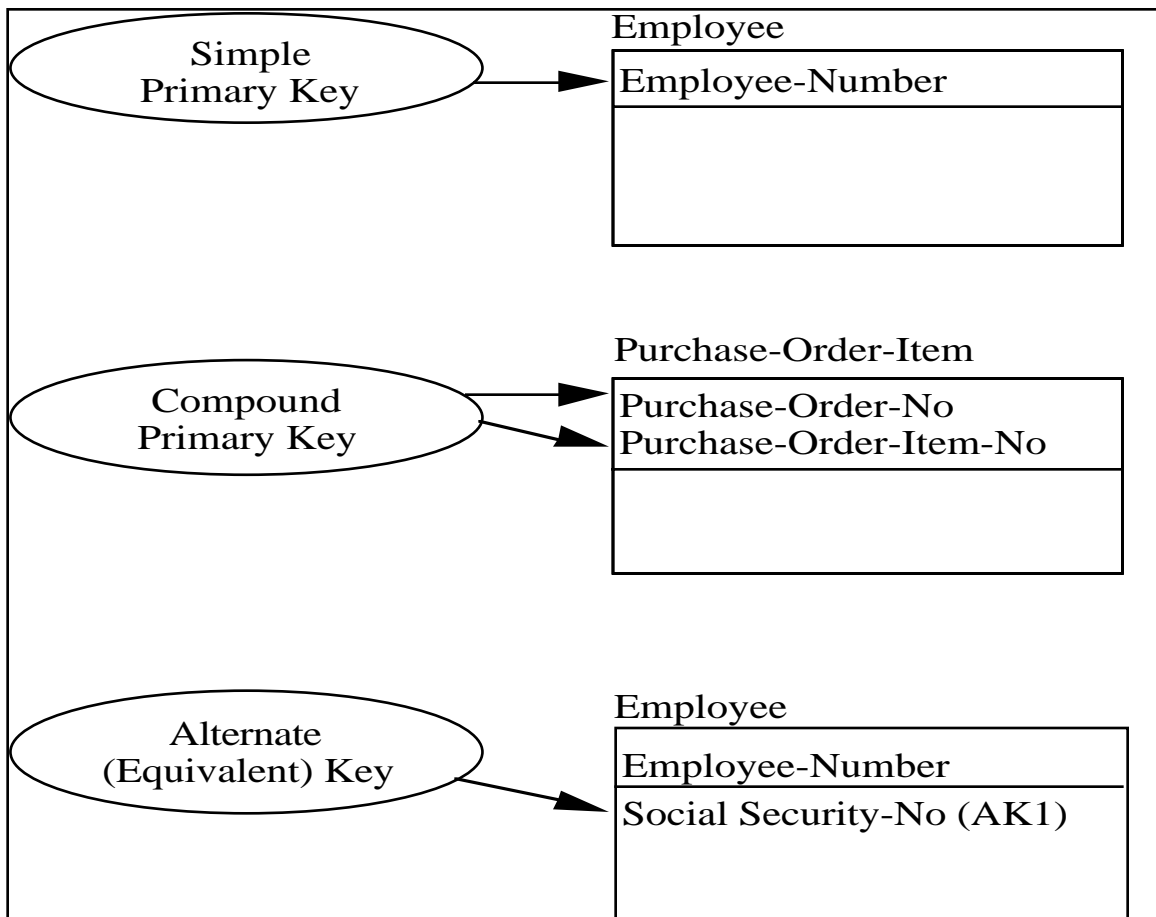 Simple
Primary Key
Employee
Employee-Number
Compound
Primary Key
Purchase-Order-Item
Purchase-Order-No
Purchase-Order-Item-No
Alternate
(Equivalent) Key
Employee
Employee-Number
Social Security-No (AK1)